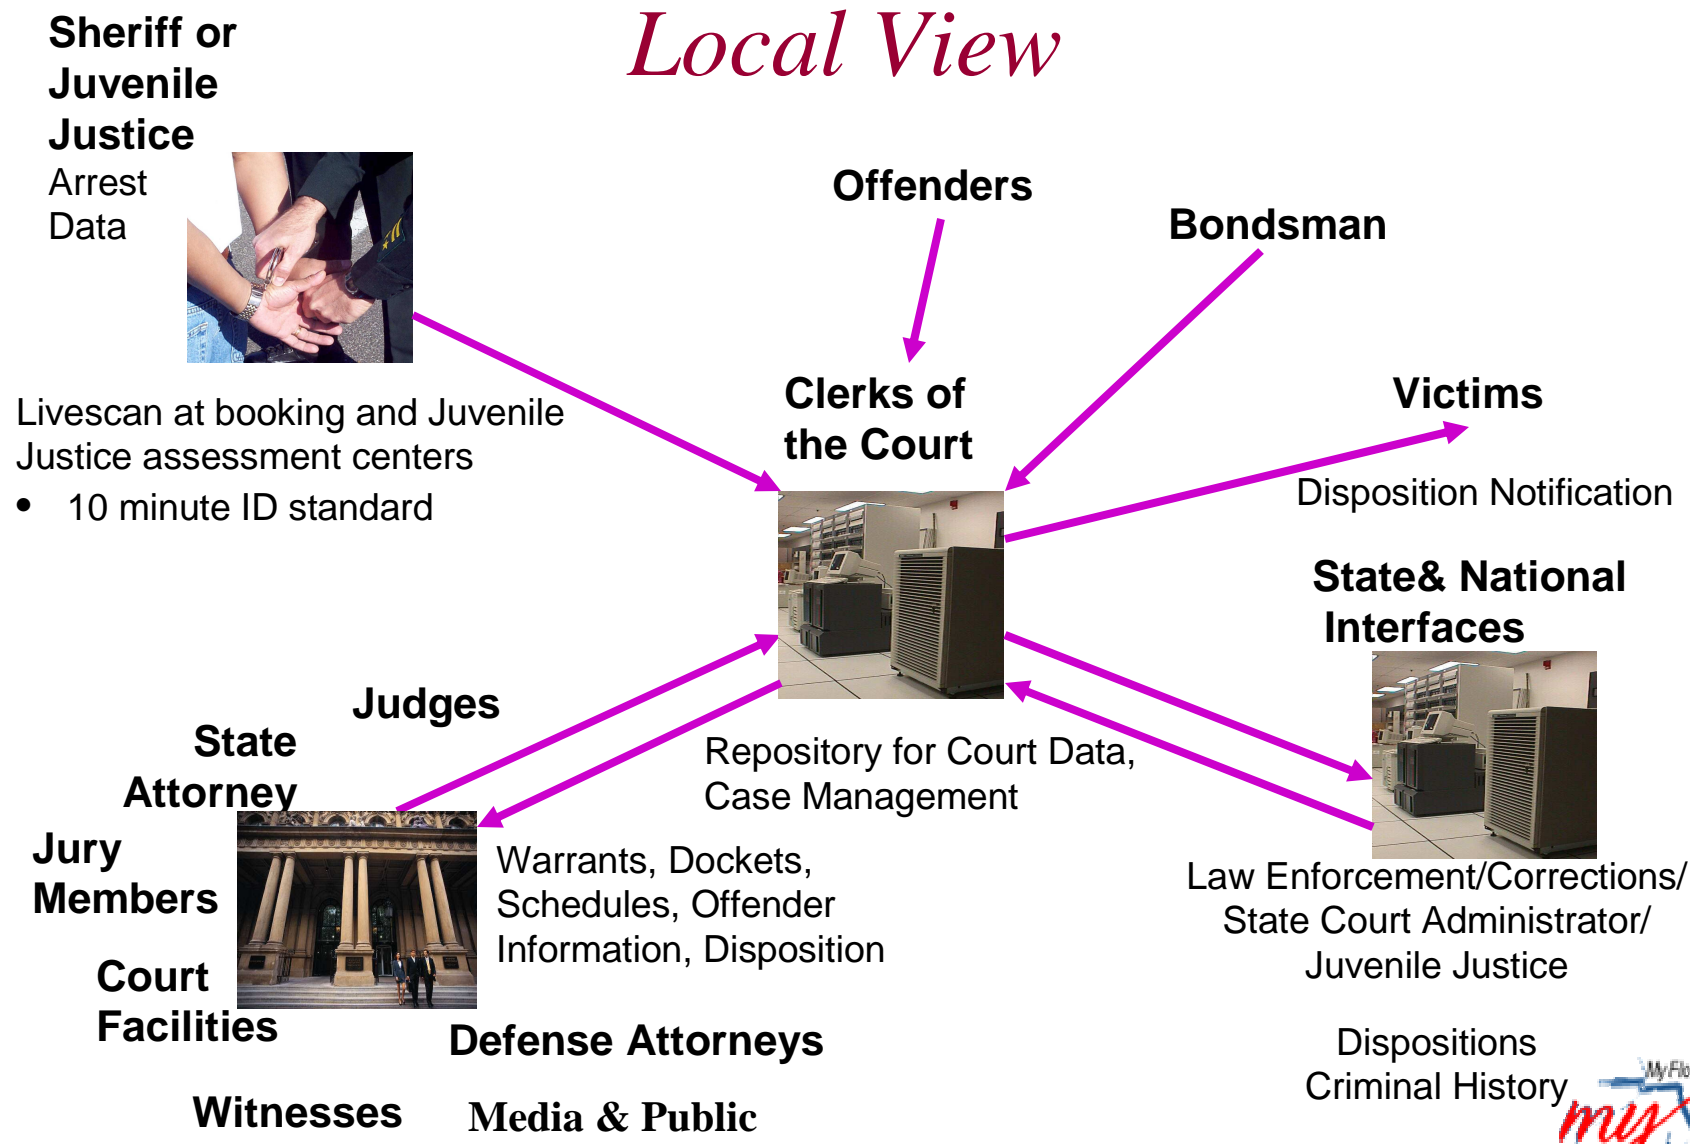 Local View
Sheriff or
Juvenile
Justice
Arrest
Data
Offenders
Bondsman
Clerks of
the Court
Victims
Livescan at booking and Juvenile
Justice assessment centers
• 10 minute ID standard
Disposition Notification
State& National
Interfaces
Judges
State
Attorney
Repository for Court Data,
Case Management
Jury
Members
Warrants, Dockets,
Schedules, Offender
Information, Disposition
Law Enforcement/Corrections/
State Court Administrator/
Juvenile Justice
Court
Facilities
Defense Attorneys
Dispositions
Criminal History
Witnesses
Media & Public
my